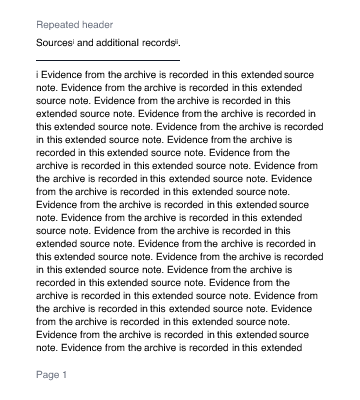 Repeated header
Sourcesⁱ and additional recordsⁱⁱ.
i Evidence from the archive is recorded in this extended source
note. Evidence from the archive is recorded in this extended
source note. Evidence from the archive is recorded in this
extended source note. Evidence from the archive is recorded in
this extended source note. Evidence from the archive is recorded
in this extended source note. Evidence from the archive is
recorded in this extended source note. Evidence from the
archive is recorded in this extended source note. Evidence from
the archive is recorded in this extended source note. Evidence
from the archive is recorded in this extended source note.
Evidence from the archive is recorded in this extended source
note. Evidence from the archive is recorded in this extended
source note. Evidence from the archive is recorded in this
extended source note. Evidence from the archive is recorded in
this extended source note. Evidence from the archive is recorded
in this extended source note. Evidence from the archive is
recorded in this extended source note. Evidence from the
archive is recorded in this extended source note. Evidence from
the archive is recorded in this extended source note. Evidence
from the archive is recorded in this extended source note.
Evidence from the archive is recorded in this extended source
note. Evidence from the archive is recorded in this extended
Page 1